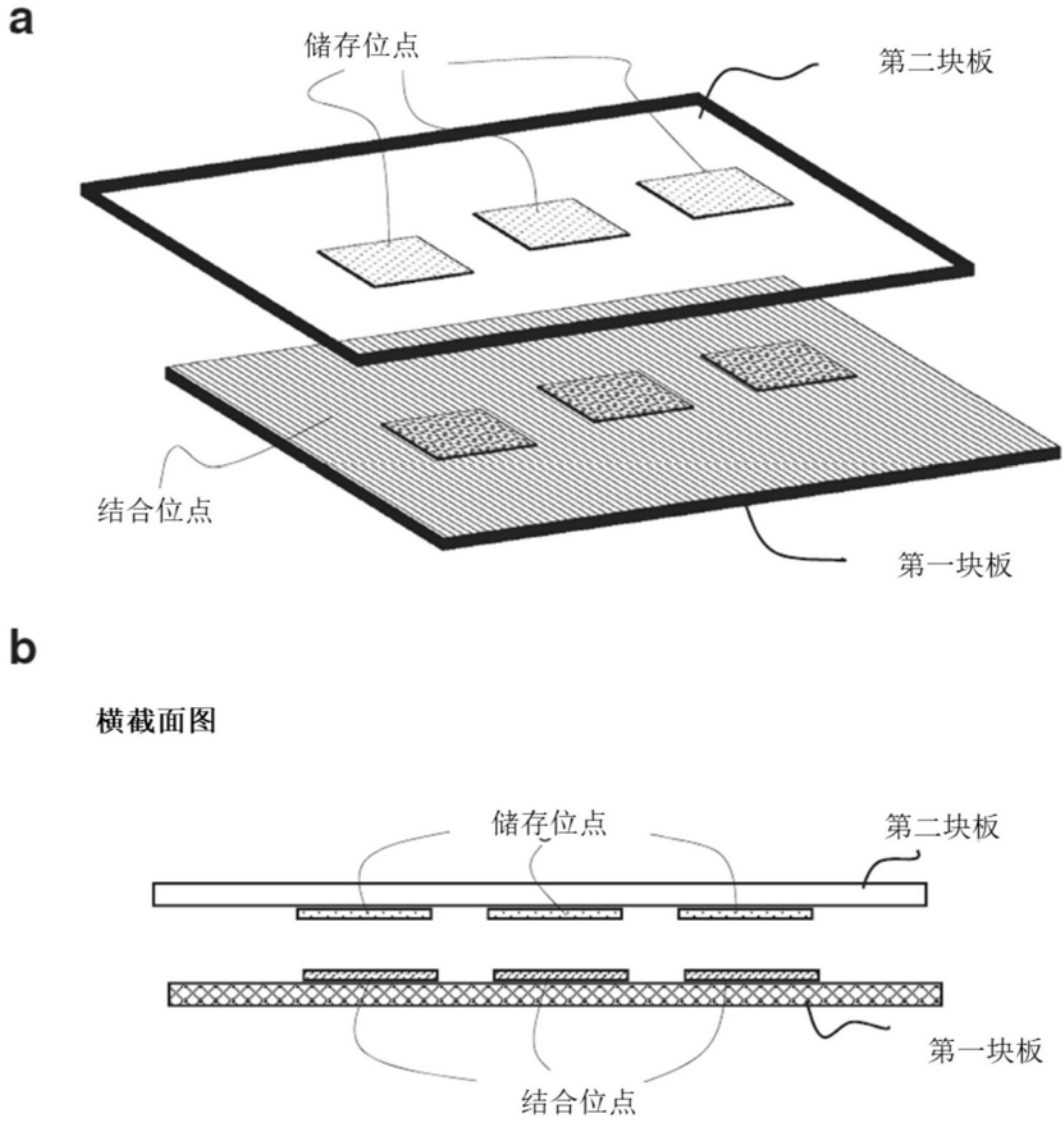 a
储存位点
第二块板
结合位点
第一块板
b
横截面图
储存位点
第二块板
第一块板
结合位点